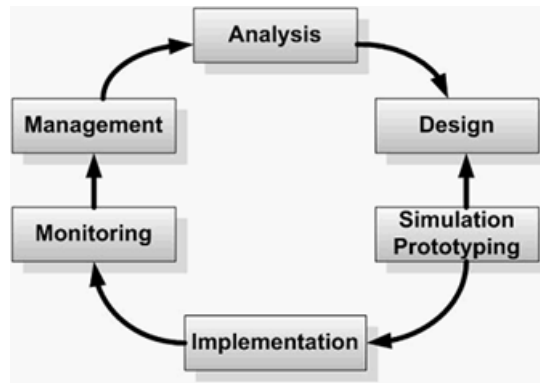 Analysis
Management
Design
Monitoring
Simulation
Prototyping
Implementation